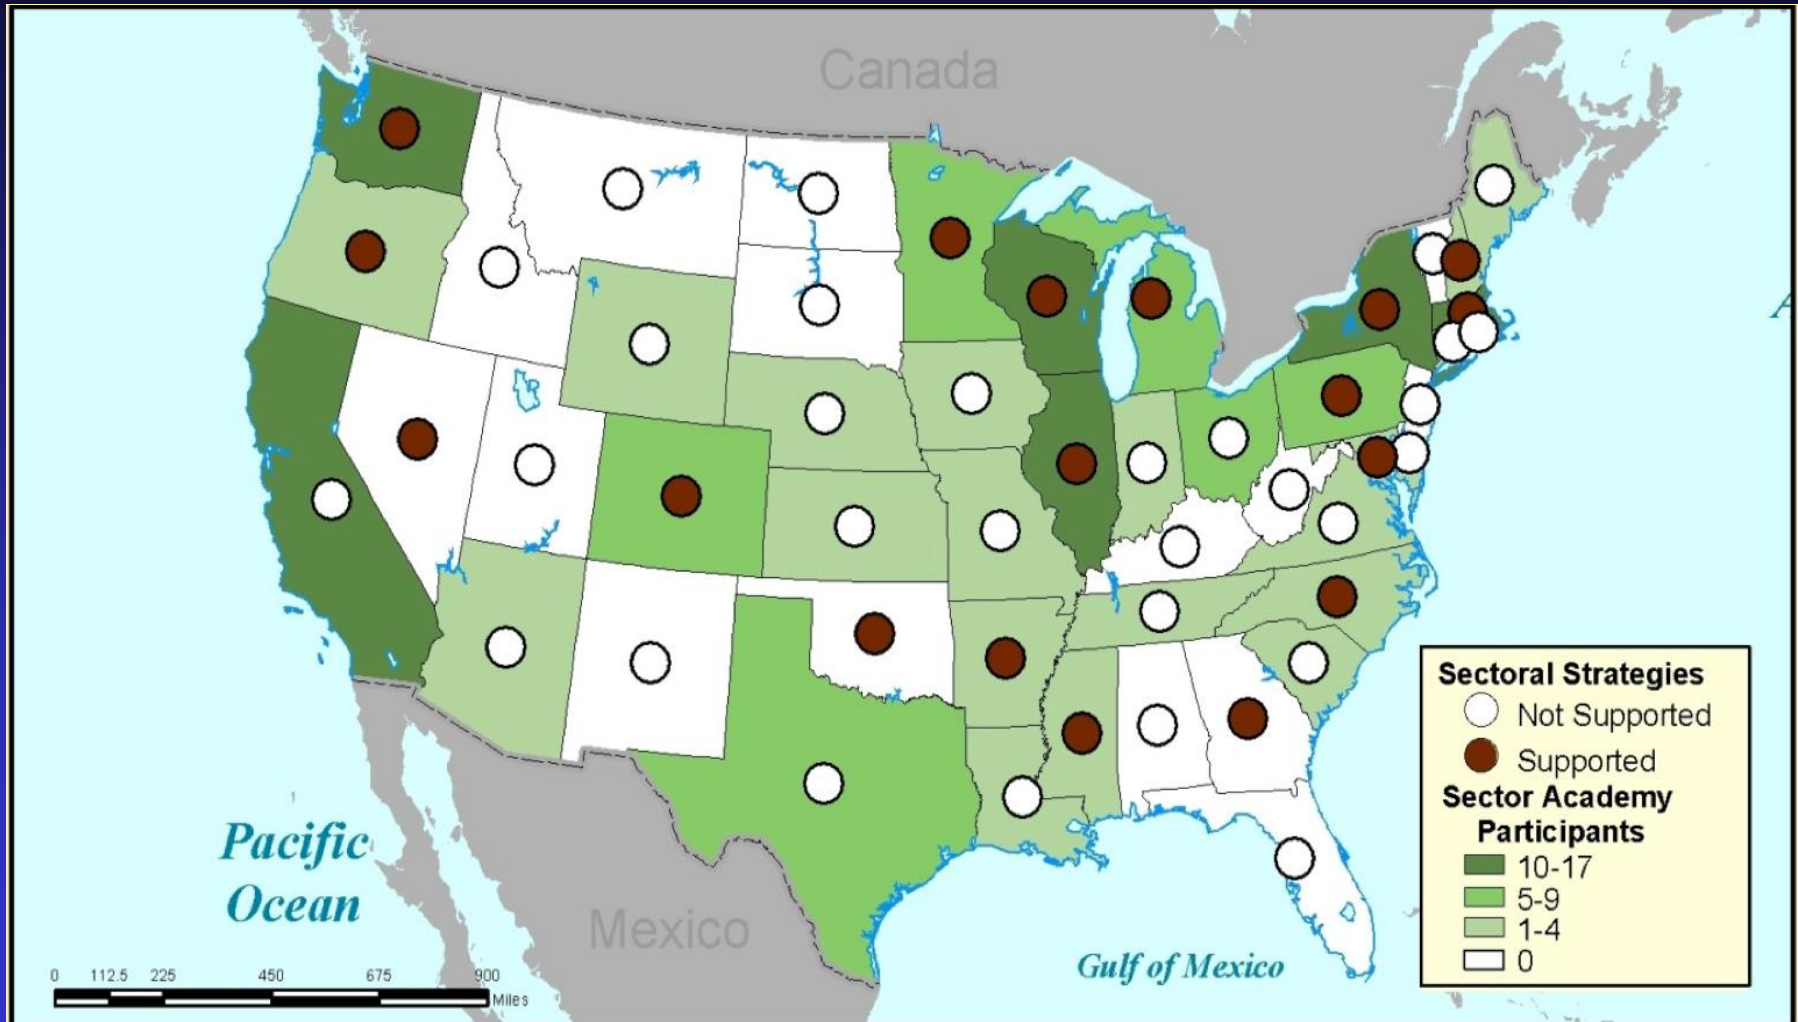 Canada
A
Pacific
Ocean
Mexico
Gulf of Mexico
0 112.5 225 450 675 900
Miles
Sectoral Strategies
Not Supported
Supported
Sector Academy
Participants
10-17
5-9
1-4
0